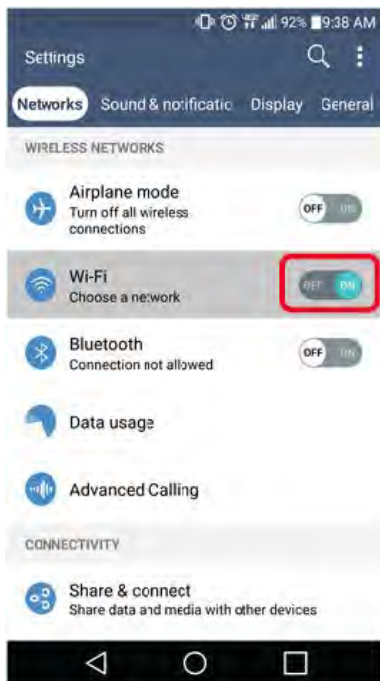 92% 9:38 AM
Settings
Networks Sound & notificatic Display General
WIRELESS NETWORKS
Airplane mode
Turn off all wireless
connections
OFF ON
Wi-Fi
Choose a network
OFF ON
Bluetooth
Connection not allowed
OFF ON
Data usage
Advanced Calling
CONNECTIVITY
Share & connect
Share data and media with other devices